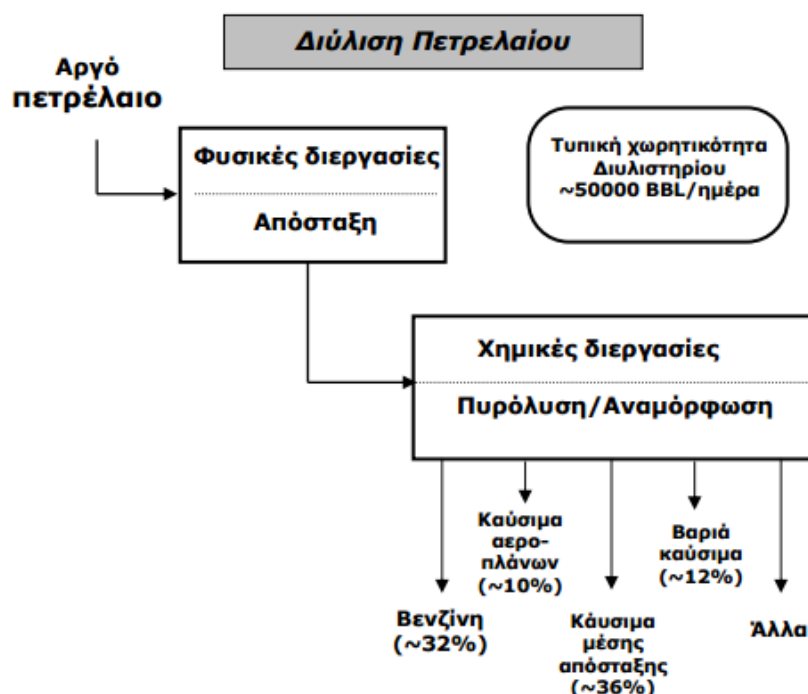 Διύλιση Πετρελαίου
Αργό
πετρέλαιο
Φυσικές διεργασίες
Απόσταξη
Τυπική χωρητικότητα
Διυλιστηρίου
~50000 BBL/ημέρα
Χημικές διεργασίες
Πυρόλυση/Αναμόρφωση
Βενζίνη
(~32%)
Καύσιμα
αερο-
πλάνων
(~10%)
Κάυσιμα
μέσης
απόσταξης
(~36%)
Βαριά
καύσιμα
(~12%)
Άλλα